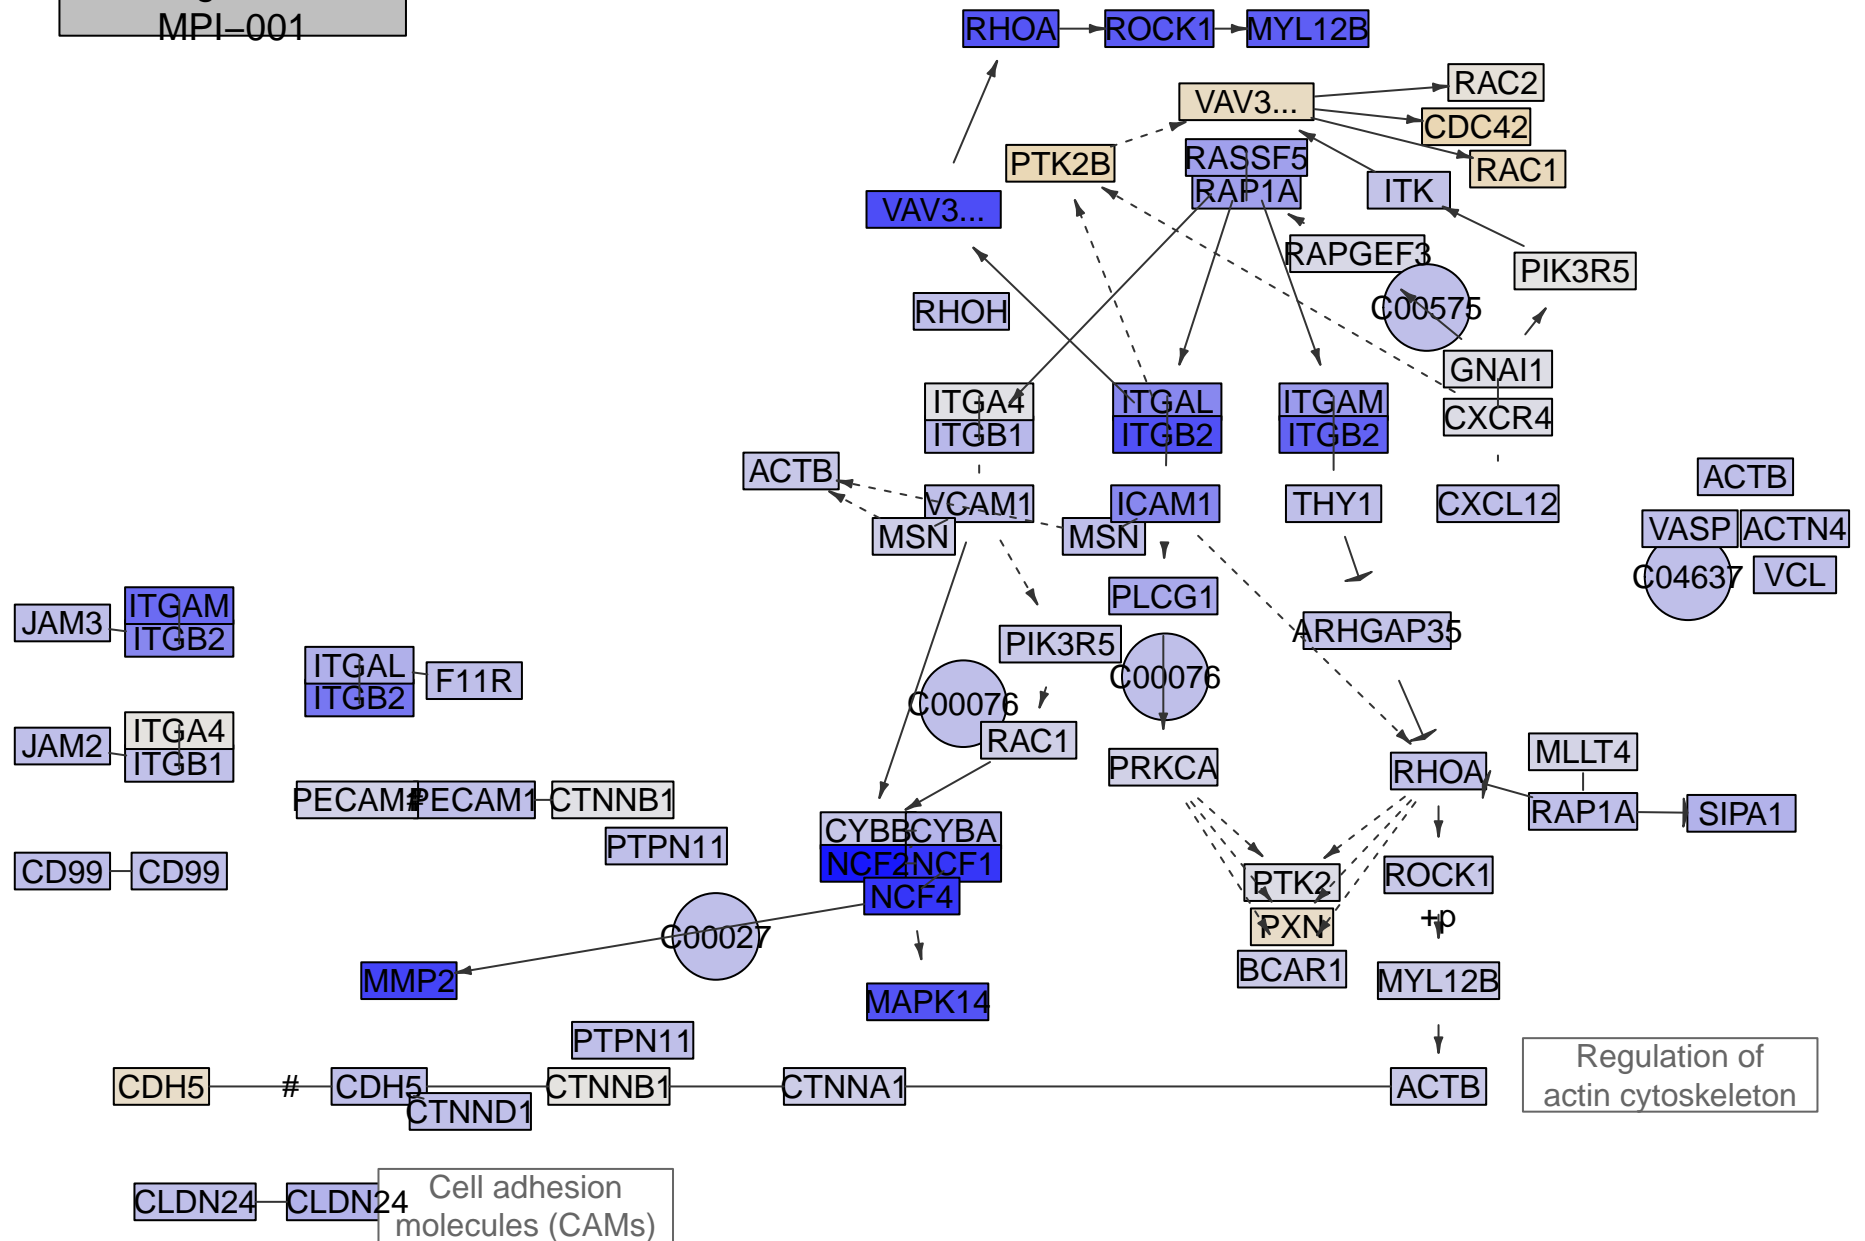 MPI−001
RHOA
ROCK1
MYL12B
RAC2
VAV3...
CDC42
PTK2B
RASSF5
RAC1
RAP1A
ITK
VAV3...
RAPGEF3
PIK3R5
RHOH
C00575
GNAI1
ITGA4
ITGAL
ITGAM
CXCR4
ITGB1
ITGB2
ITGB2
ACTB
ACTB
VCAM1
ICAM1
THY1
CXCL12
MSN
MSN
VASP
ACTN4
C04637
VCL
PLCG1
ITGAM
JAM3
ITGB2
ARHGAP35
PIK3R5
ITGAL
F11R
C00076
ITGB2
C00076
ITGA4
JAM2
RAC1
ITGB1
MLLT4
PRKCA
RHOA
PECAM1
#
PECAM1
CTNNB1
RAP1A
SIPA1
CYBB
CYBA
PTPN11
NCF2
NCF1
CD99
CD99
NCF4
PTK2
ROCK1
+p
PXN
C00027
BCAR1
MMP2
MYL12B
MAPK14
PTPN11
CDH5
#
CDH5
CTNNB1
CTNNA1
ACTB
Regulation of
actin cytoskeleton
CTNND1
CLDN24
CLDN24
Cell adhesion
molecules (CAMs)